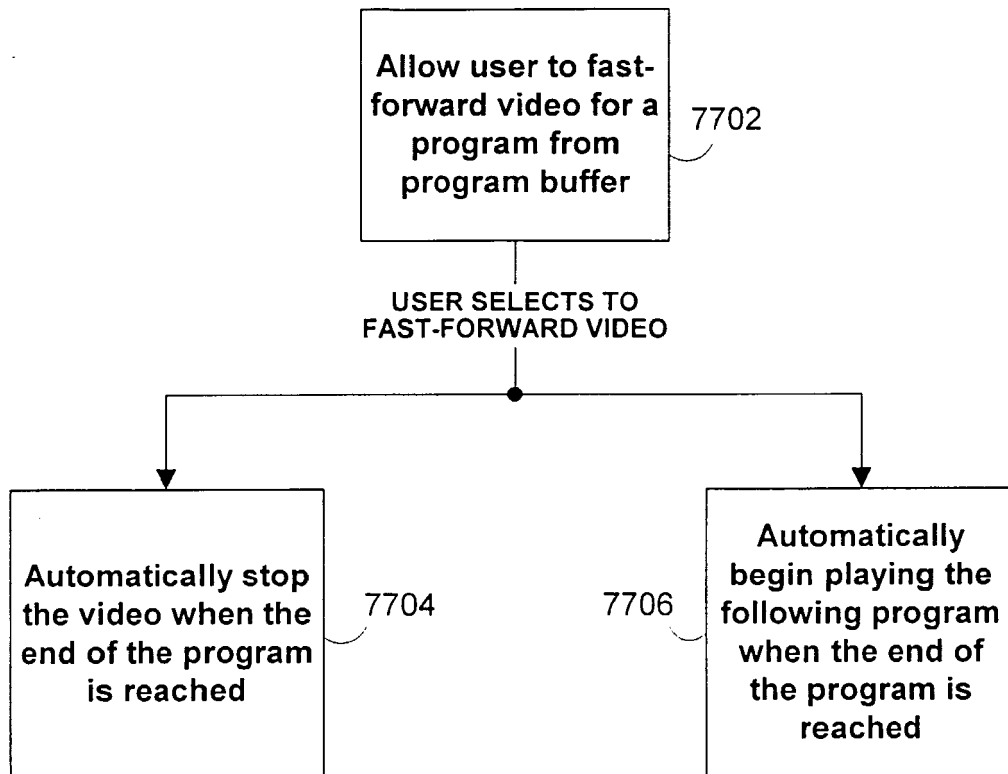 Allow user to fast-
forward video for a
program from
program buffer
7702
USER SELECTS TO
FAST-FORWARD VIDEO
Automatically stop
the video when the
end of the program
is reached
7704
7706
Automatically
begin playing the
following program
when the end of
the program is
reached